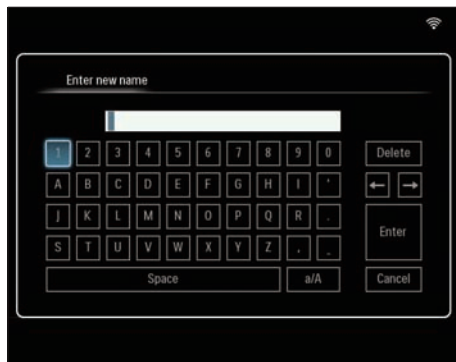 Enter new name
1 2 3 4 5 6 7 8 9 0 Delete
A B C D E F G H I ' ← →
J K L M N O P Q R . Enter
S T U V W X Y Z , _
Space a/A Cancel